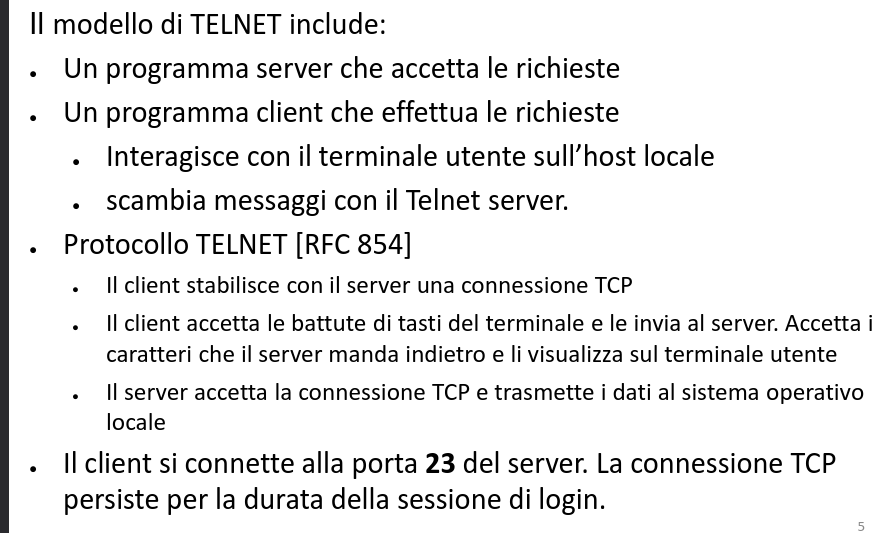 Il modello di TELNET include:
• Un programma server che accetta le richieste
• Un programma client che effettua le richieste
• Interagisce con il terminale utente sull’host locale
• scambia messaggi con il Telnet server.
• Protocollo TELNET [RFC 854]
• Il client stabilisce con il server una connessione TCP
• Il client accetta le battute di tasti del terminale e le invia al server. Accetta i
caratteri che il server manda indietro e li visualizza sul terminale utente
• Il server accetta la connessione TCP e trasmette i dati al sistema operativo
locale
• Il client si connette alla porta 23 del server. La connessione TCP
persiste per la durata della sessione di login.
5